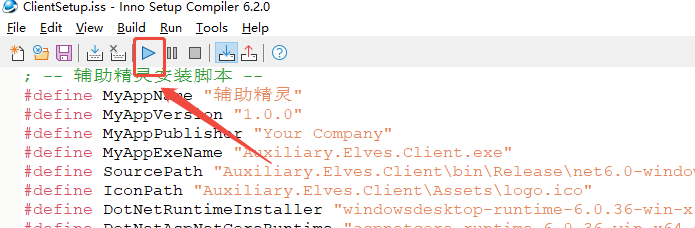 ClientSetup.iss - Inno Setup Compiler 6.2.0
File Edit View Build Run Tools Help
; -- 辅助精灵安装脚本 --
#define MyAppName "辅助精灵"
#define MyAppVersion "1.0.0"
#define MyAppPublisher "Your Company"
#define MyAppExeName "Auxiliary.Elves.Client.exe"
#define SourcePath "Auxiliary.Elves.Client\bin\Release\net6.0-window
#define IconPath "Auxiliary.Elves.Client\Assets\logo.ico"
#define DotNetRuntimeInstaller "windowsdesktop-runtime-6.0.36-win-x
#define DotNetAspNetCoreRuntime "aspnetcore-runtime-6.0.36-win-x64